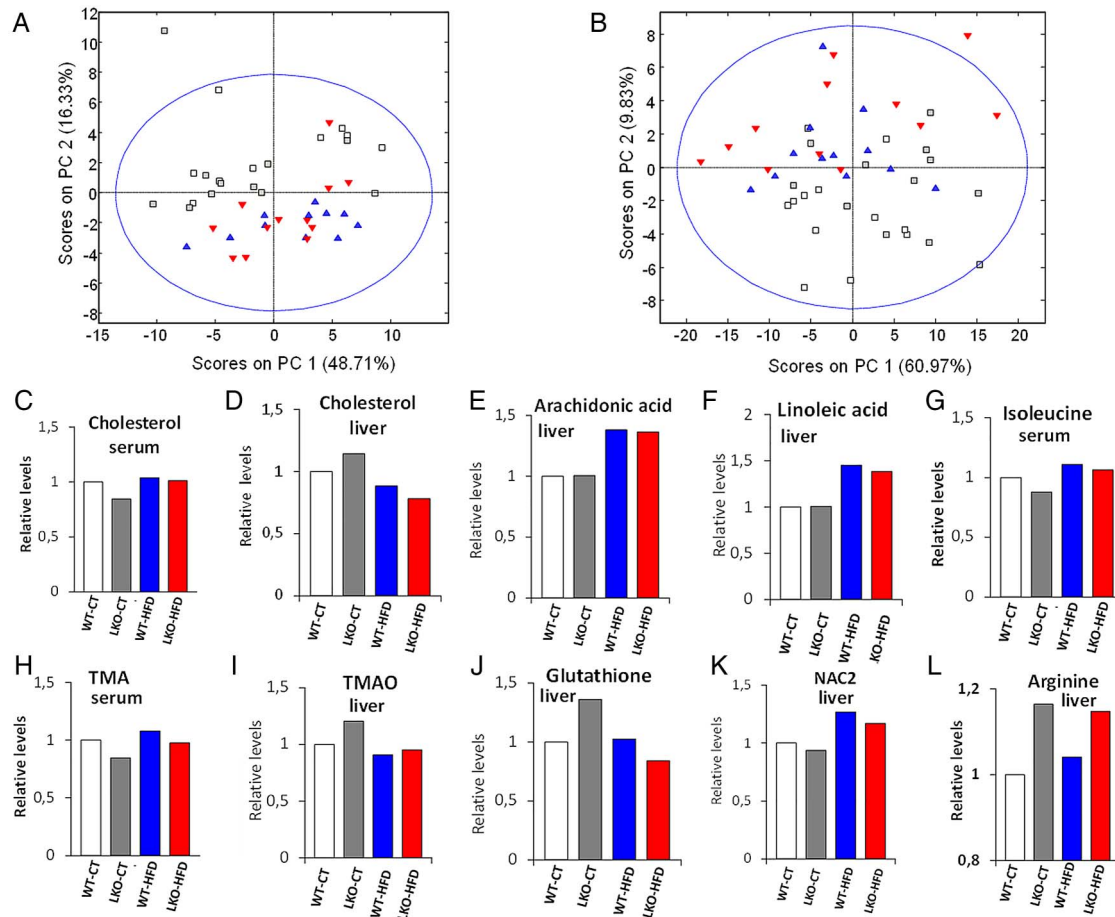 A
12
10
8
6
4
2
0
-2
-4
-6
-8
-15
-10
-5
0
5
10
Scores on PC 2 (16.33%)
Scores on PC 1 (48.71%)
B
8
6
4
2
0
-2
-4
-6
-8
-20
-15
-10
-5
0
5
10
15
20
Scores on PC 2 (9.83%)
Scores on PC 1 (60.97%)
C
Cholesterol
serum
Relative levels
1,5
1
0,5
0
WT-CT
LKO-CT
WT-HFD
LKO-HFD
D
Cholesterol
liver
Relative levels
1,5
1
0,5
0
WT-CT
LKO-CT
WT-HFD
LKO-HFD
E
Arachidonic acid
liver
Relative levels
1,5
1
0,5
0
WT-CT
LKO-CT
WT-HFD
LKO-HFD
F
Linoleic acid
liver
Relative levels
2
1,5
1
0,5
0
WT-CT
LKO-CT
WT-HFD
.KO-HFD
G
Isoleucine
serum
Relative levels
1,5
1
0,5
0
WT-CT
LKO-CT
WT-HFD
LKO-HFD
H
TMA
serum
Relative levels
1,5
1
0,5
0
WT-CT
LKO-CT
WT-HFD
LKO-HFD
I
TMAO
liver
Relative levels
1,5
1
0,5
0
WT-CT
LKO-CT
WT-HFD
LKO-HFD
J
Glutathione
liver
Relative levels
1,5
1
0,5
0
WT-CT
LKO-CT
WT-HFD
LKO-HFD
K
NAC2
liver
Relative levels
1,5
1
0,5
0
WT-CT
LKO-CT
WT-HFD
LKO-HFD
L
Arginine
liver
Relative levels
1,2
1
0,8
WT-CT
LKO-CT
WT-HFD
LKO-HFD